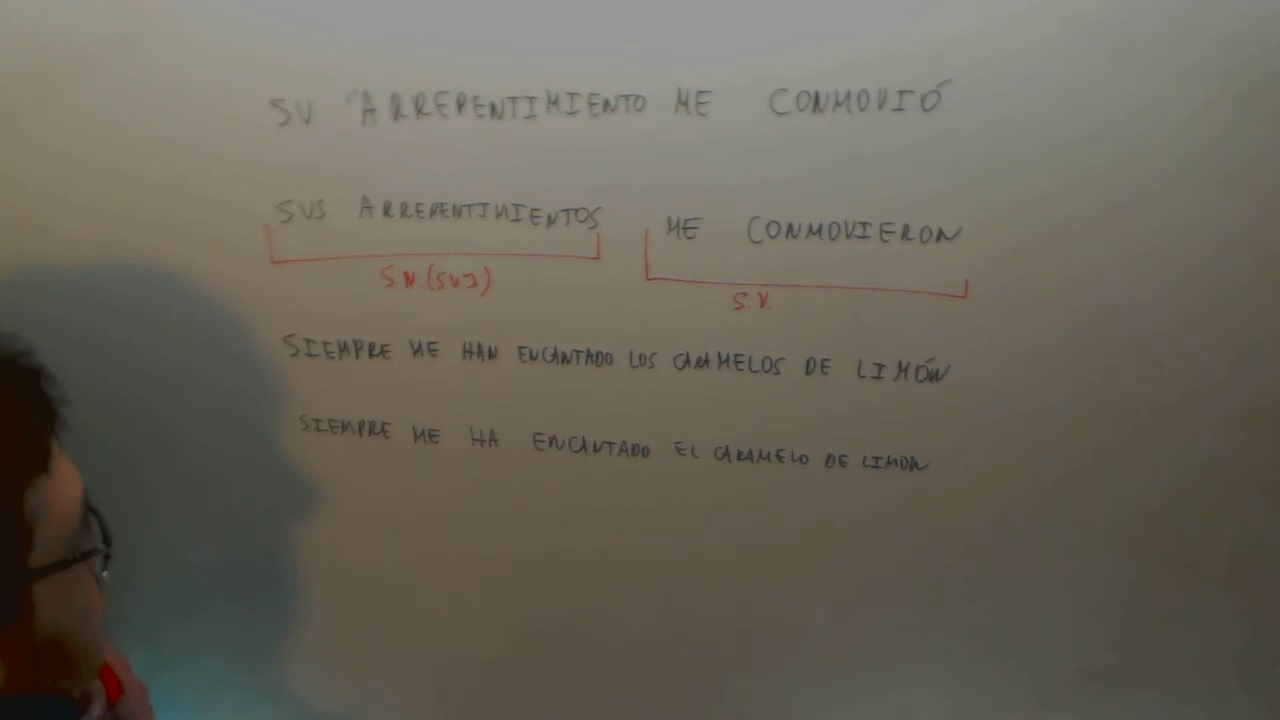 SU ARREPENTIMIENTO ME CONMOVIÓ
SUS ARREPENTIMIENTOS ME CONMOVIERON
S.N.(SUJ) S.V.
SIEMPRE ME HAN ENCANTADO LOS CARAMELOS DE LIMÓN
SIEMPRE ME HA ENCANTADO EL CARAMELO DE LIMON